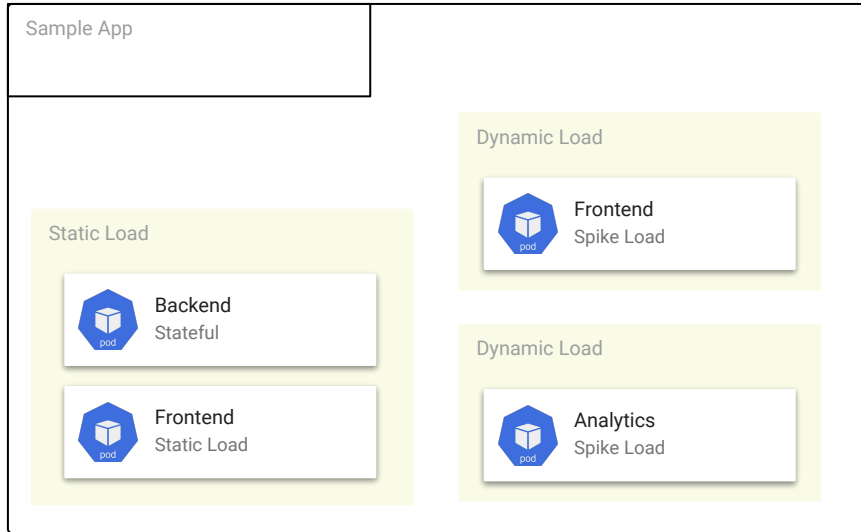 Sample App
Static Load
pod
Backend
Stateful
pod
Frontend
Static Load
Dynamic Load
pod
Frontend
Spike Load
Dynamic Load
pod
Analytics
Spike Load